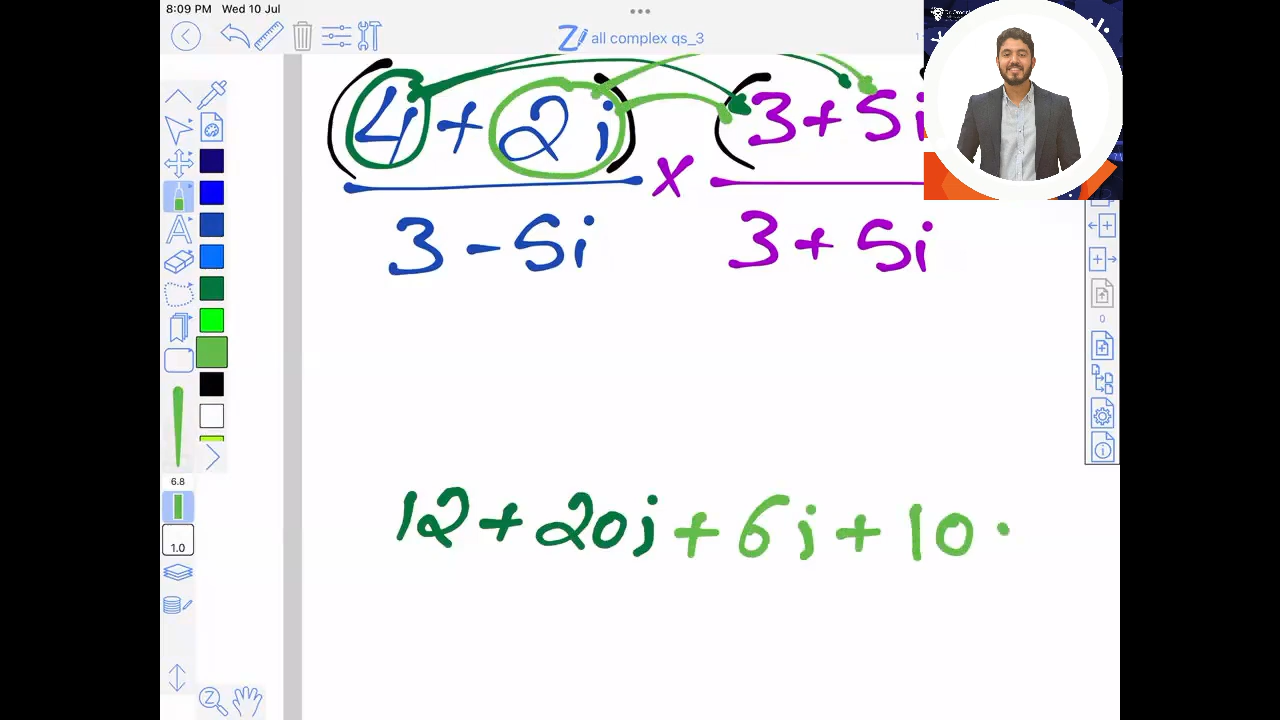 8:09 PM Wed 10 Jul
all complex qs_3
(4 + 2i) × (3 + 5i
3 - 5i 3 + 5i
12 + 20i + 6i + 10
6.8
1.0
0